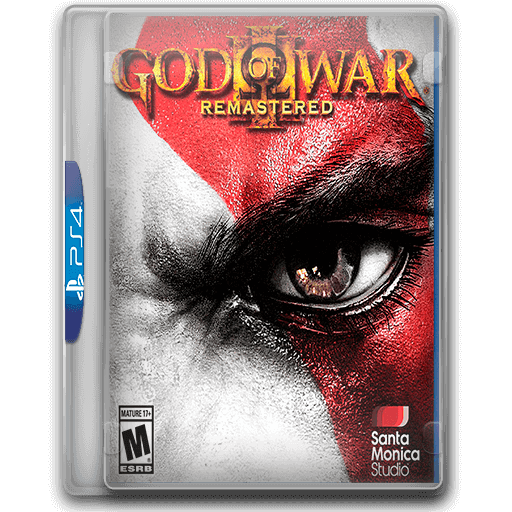 GOD OF WAR
III
REMASTERED
PS4
MATURE 17+
M
ESRB
Santa
Monica
Studio